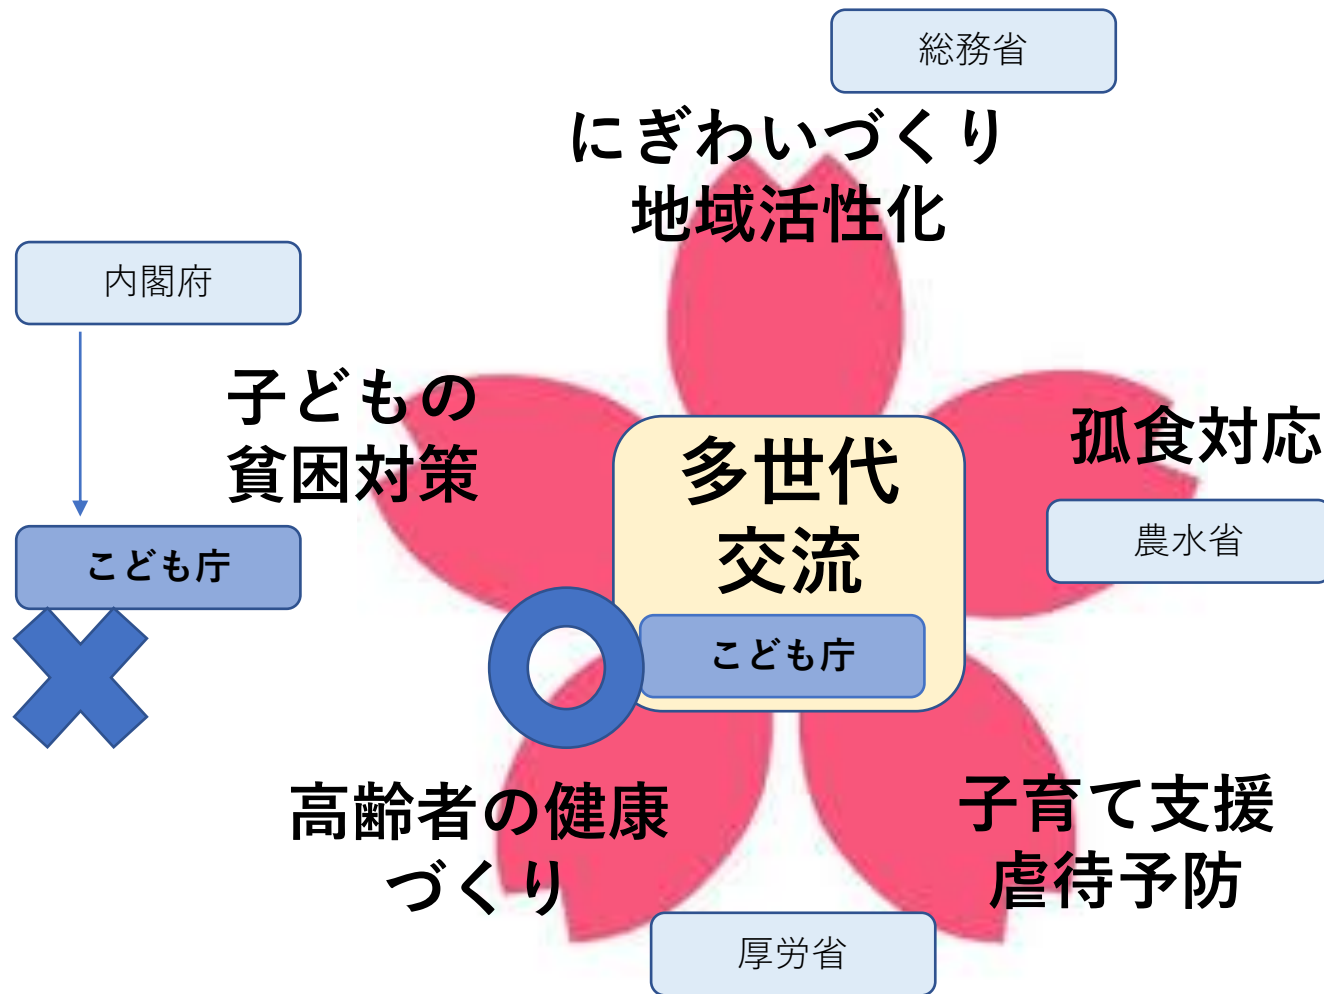 総務省
にぎわいづくり
地域活性化
内閣府
子どもの
貧困対策
孤食対応
多世代
交流
農水省
こども庁
こども庁
高齢者の健康
づくり
子育て支援
虐待予防
厚労省